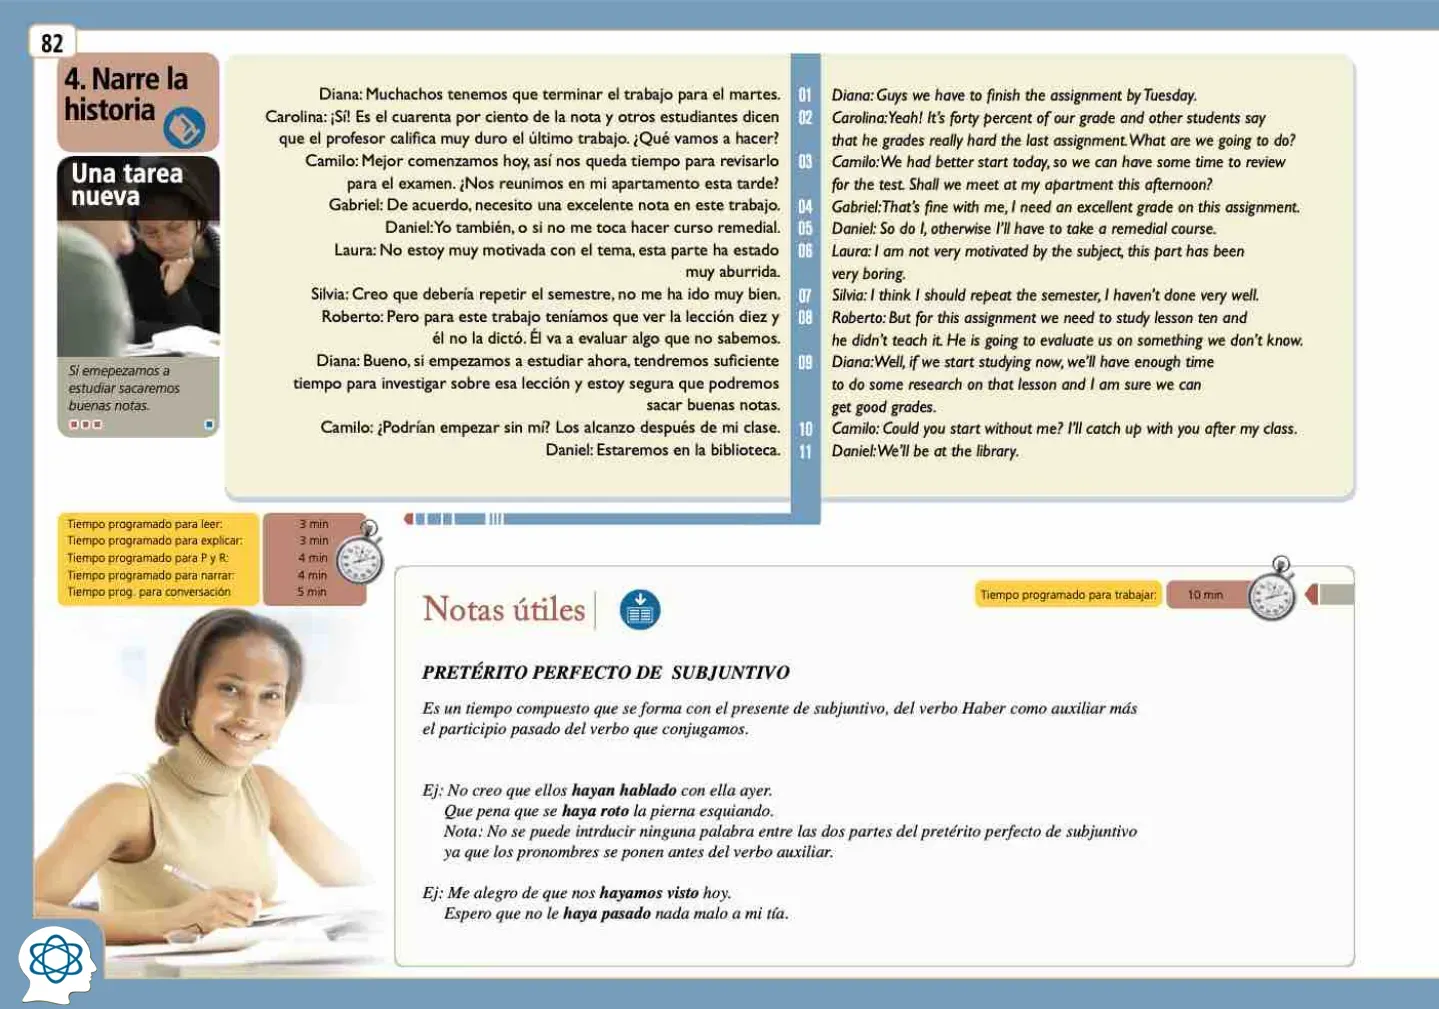 82
4. Narre la
historia
Una tarea
nueva
Si emepezamos a
estudiar sacaremos
buenas notas.
Diana: Muchachos tenemos que terminar el trabajo para el martes.
Carolina: ¡Sí! Es el cuarenta por ciento de la nota y otros estudiantes dicen
que el profesor califica muy duro el último trabajo. ¿Qué vamos a hacer?
Camilo: Mejor comenzamos hoy, así nos queda tiempo para revisarlo
para el examen. ¿Nos reunimos en mi apartamento esta tarde?
Gabriel: De acuerdo, necesito una excelente nota en este trabajo.
Daniel: Yo también, o si no me toca hacer curso remedial.
Laura: No estoy muy motivada con el tema, esta parte ha estado
muy aburrida.
Silvia: Creo que debería repetir el semestre, no me ha ido muy bien.
Roberto: Pero para este trabajo teníamos que ver la lección diez y
él no la dictó. Él va a evaluar algo que no sabemos.
Diana: Bueno, si empezamos a estudiar ahora, tendremos suficiente
tiempo para investigar sobre esa lección y estoy segura que podremos
sacar buenas notas.
Camilo: ¿Podrían empezar sin mí? Los alcanzo después de mi clase.
Daniel: Estaremos en la biblioteca.
01
02
03
04
05
06
07
08
09
10
11
Diana: Guys we have to finish the assignment by Tuesday.
Carolina: Yeah! It's forty percent of our grade and other students say
that he grades really hard the last assignment. What are we going to do?
Camilo: We had better start today, so we can have some time to review
for the test. Shall we meet at my apartment this afternoon?
Gabriel: That's fine with me, I need an excellent grade on this assignment.
Daniel: So do I, otherwise I'll have to take a remedial course.
Laura: I am not very motivated by the subject, this part has been
very boring.
Silvia: I think I should repeat the semester, I haven't done very well.
Roberto: But for this assignment we need to study lesson ten and
he didn't teach it. He is going to evaluate us on something we don't know.
Diana: Well, if we start studying now, we'll have enough time
to do some research on that lesson and I am sure we can
get good grades.
Camilo: Could you start without me? I'll catch up with you after my class.
Daniel: We'll be at the library.
Tiempo programado para leer: 3 min
Tiempo programado para explicar: 3 min
Tiempo programado para P y R: 4 min
Tiempo programado para narrar: 4 min
Tiempo prog. para conversación 5 min
Notas útiles
Tiempo programado para trabajar: 10 min
PRETÉRITO PERFECTO DE SUBJUNTIVO
Es un tiempo compuesto que se forma con el presente de subjuntivo, del verbo Haber como auxiliar más
el participio pasado del verbo que conjugamos.
Ej: No creo que ellos hayan hablado con ella ayer.
Que pena que se haya roto la pierna esquiando.
Nota: No se puede intrducir ninguna palabra entre las dos partes del pretérito perfecto de subjuntivo
ya que los pronombres se ponen antes del verbo auxiliar.
Ej: Me alegro de que nos hayamos visto hoy.
Espero que no le haya pasado nada malo a mi tía.